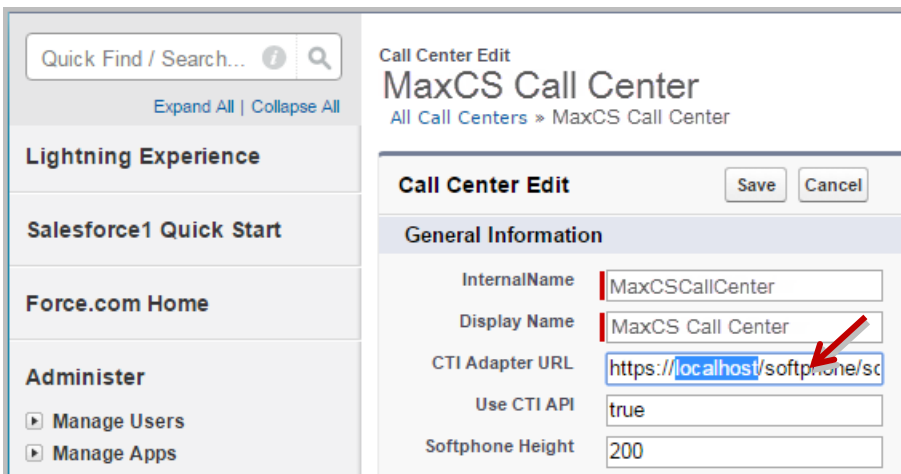 Quick Find / Search...
Expand All | Collapse All
Lightning Experience
Salesforce1 Quick Start
Force.com Home
Administer
Manage Users
Manage Apps
Call Center Edit
MaxCS Call Center
All Call Centers » MaxCS Call Center
Call Center Edit Save Cancel
General Information
InternalName MaxCSCallCenter
Display Name MaxCS Call Center
CTI Adapter URL https://localhost/softphone/so
Use CTI API true
Softphone Height 200